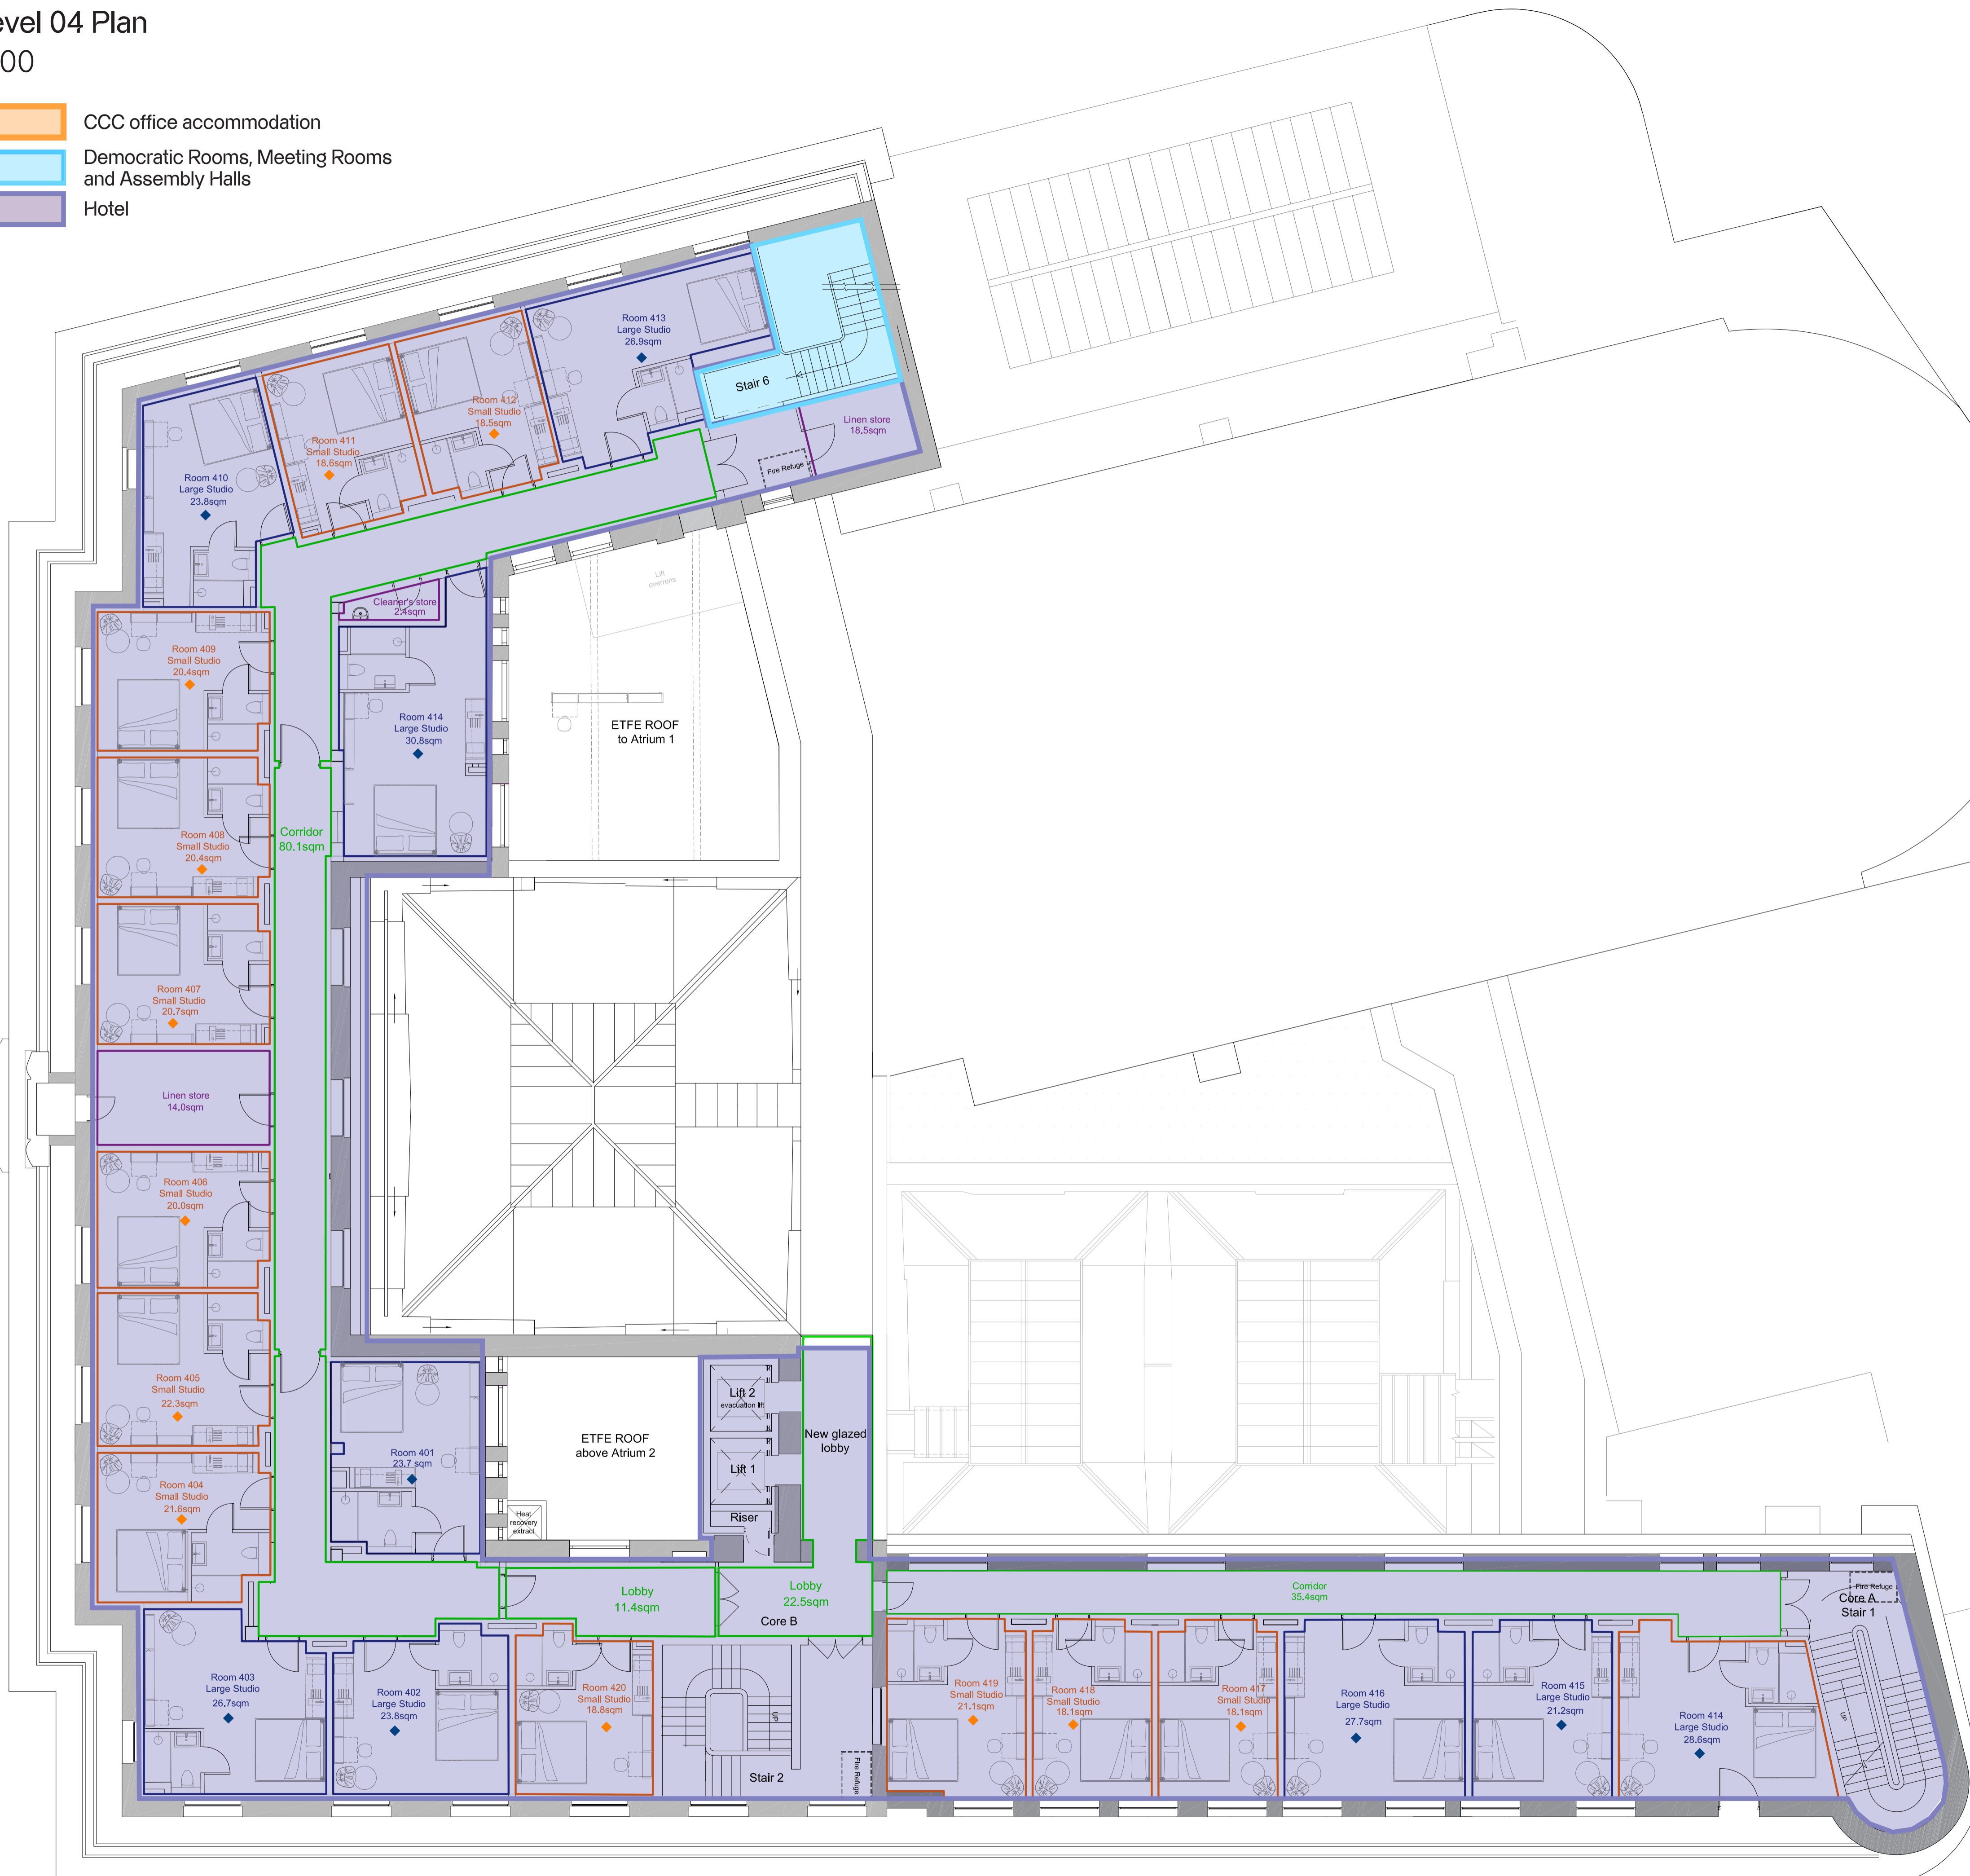 evel 04 Plan
00
CCC office accommodation
Democratic Rooms, Meeting Rooms
and Assembly Halls
Hotel
Room 413
Large Studio
26.9sqm
Stair 6
Room 412
Small Studio
18.5sqm
Linen store
18.5sqm
Room 411
Small Studio
18.6sqm
Fire Refuge
Room 410
Large Studio
23.8sqm
Lift
overruns
Cleaner's store
2.4sqm
Room 409
Small Studio
20.4sqm
Room 414
Large Studio
30.8sqm
ETFE ROOF
to Atrium 1
Room 408
Small Studio
20.4sqm
Corridor
80.1sqm
Room 407
Small Studio
20.7sqm
Linen store
14.0sqm
Room 406
Small Studio
20.0sqm
Room 405
Small Studio
22.3sqm
Lift 2
evacuation lift
New glazed
lobby
ETFE ROOF
above Atrium 2
Room 401
23.7 sqm
Lift 1
Room 404
Small Studio
21.6sqm
Heat
recovery
extract
Riser
Lobby
11.4sqm
Lobby
22.5sqm
Core B
Corridor
35.4sqm
Fire Refuge
Core A
Stair 1
Room 403
Large Studio
26.7sqm
Room 402
Large Studio
23.8sqm
Room 420
Small Studio
18.8sqm
UP
Stair 2
Fire Refuge
Room 419
Small Studio
21.1sqm
Room 418
Small Studio
18.1sqm
Room 417
Small Studio
18.1sqm
Room 416
Large Studio
27.7sqm
Room 415
Large Studio
21.2sqm
Room 414
Large Studio
28.6sqm
UP